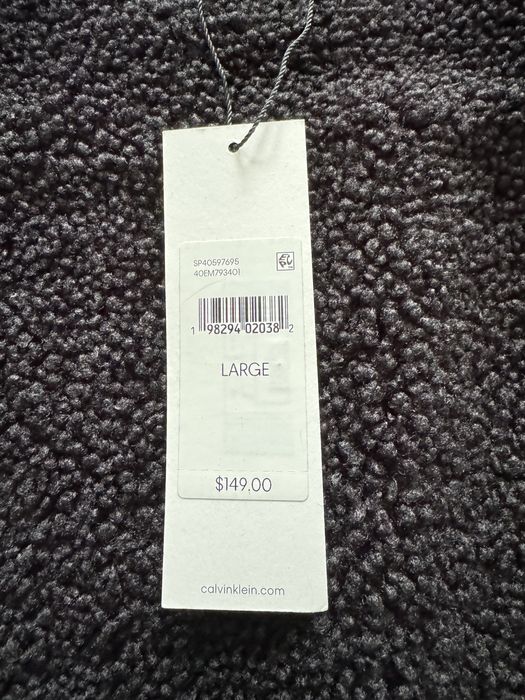 SP40597695
40EM793401
1 98294 02038 2
LARGE
$149.00
calvinklein.com